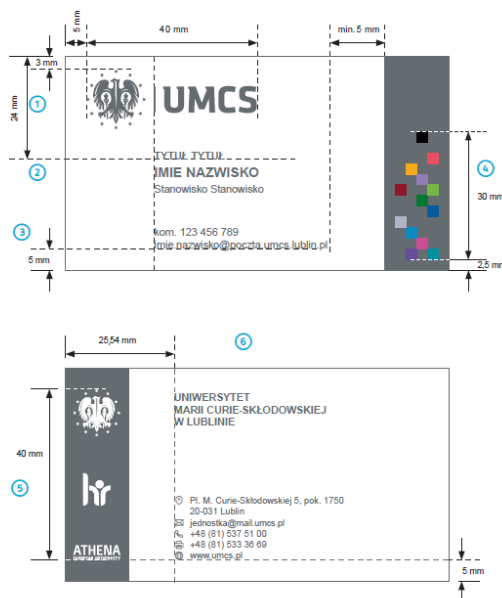 5 mm
40 mm
min. 5 mm
3 mm
24 mm
1
UMCS
TYTUŁ TYTUŁ
2
IMIE NAZWISKO
Stanowisko Stanowisko
4
30 mm
3
kom. 123 456 789
imie.nazwisko@poczta.umcs.lublin.pl
5 mm
2,5 mm
25,54 mm
6
UNIWERSYTET
MARII CURIE-SKŁODOWSKIEJ
W LUBLINIE
40 mm
hr
5
Pl. M. Curie-Skłodowskiej 5, pok. 1750
20-031 Lublin
jednostka@mail.umcs.pl
+48 (81) 537 51 00
+48 (81) 533 36 69
www.umcs.pl
ATHENA
5 mm